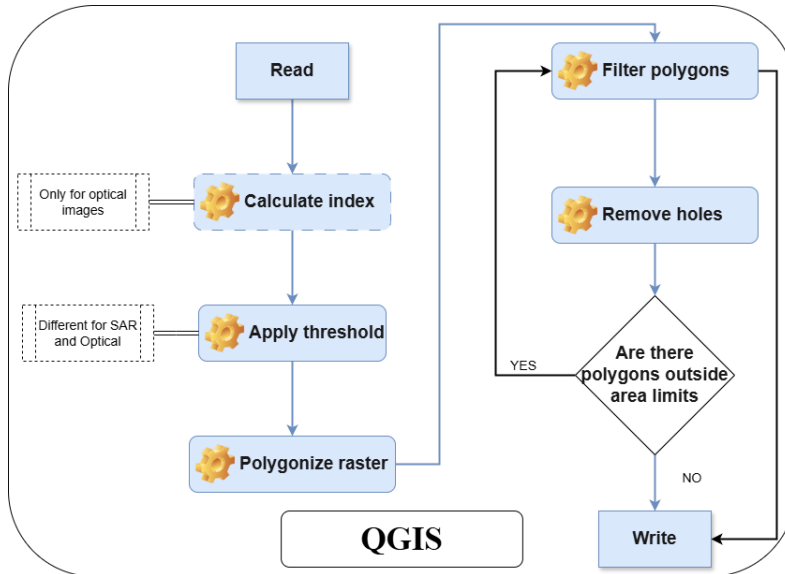 Read
Only for optical
images
Calculate index
Different for SAR
and Optical
Apply threshold
Polygonize raster
Filter polygons
Remove holes
Are there
polygons outside
area limits
YES
NO
Write
QGIS